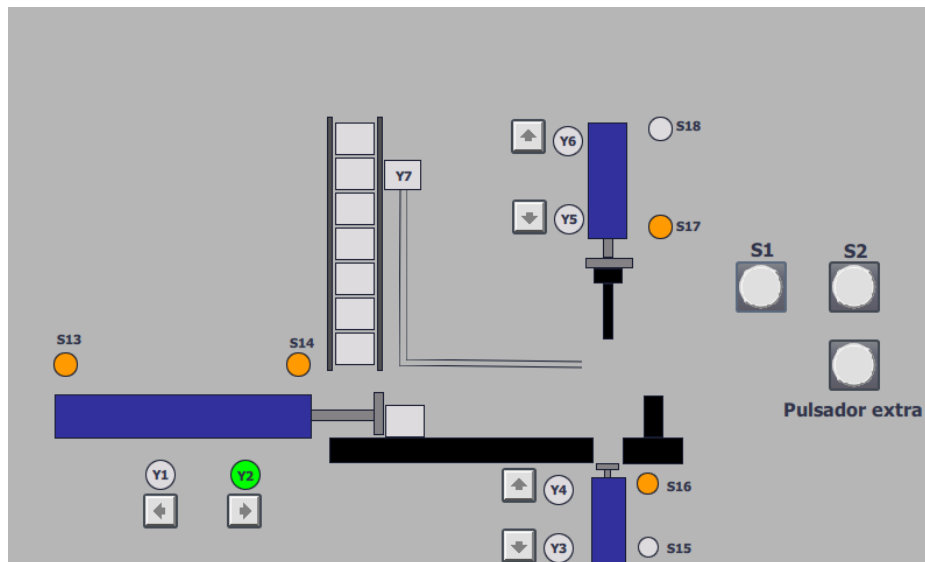 S18
Y6
Y7
S17
Y5
S1
S2
S13
S14
Pulsador extra
Y1
Y2
Y4
S16
Y3
S15